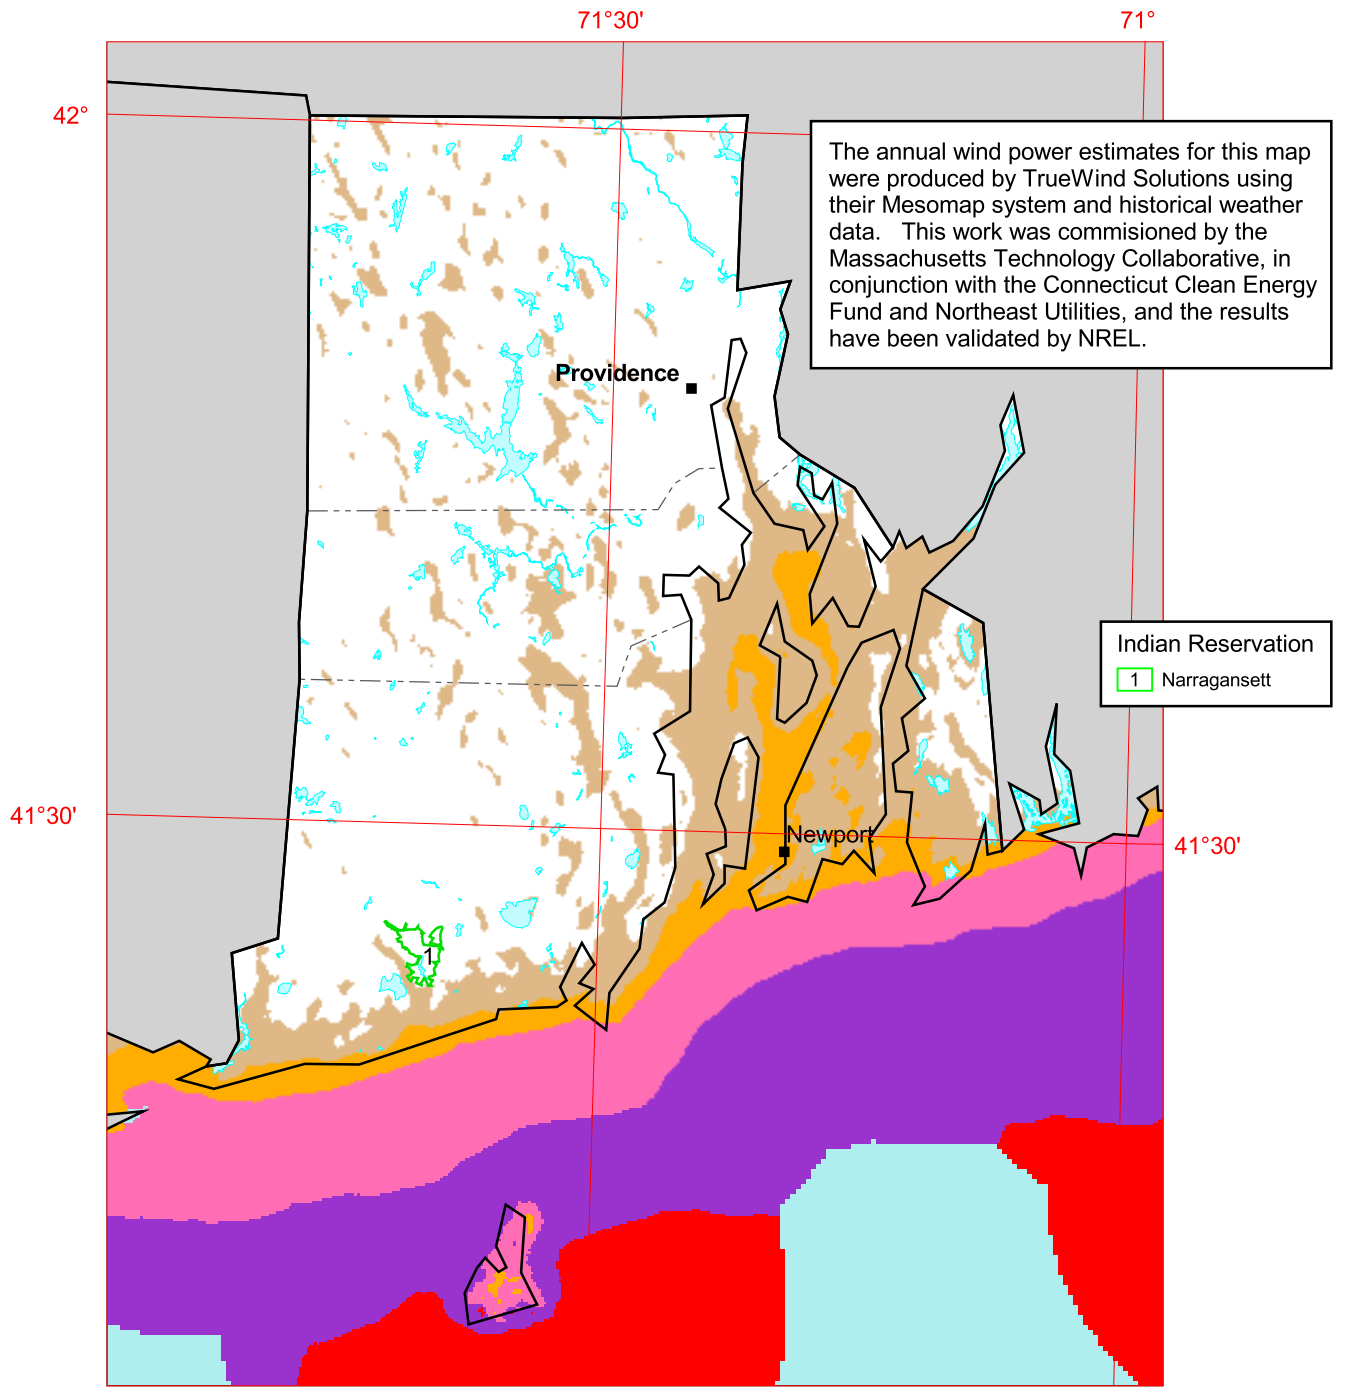 71°30'
71°
42°
The annual wind power estimates for this map
were produced by TrueWind Solutions using
their Mesomap system and historical weather
data. This work was commisioned by the
Massachusetts Technology Collaborative, in
conjunction with the Connecticut Clean Energy
Fund and Northeast Utilities, and the results
have been validated by NREL.
Providence
Indian Reservation
1 Narragansett
41°30'
Newport
41°30'
1